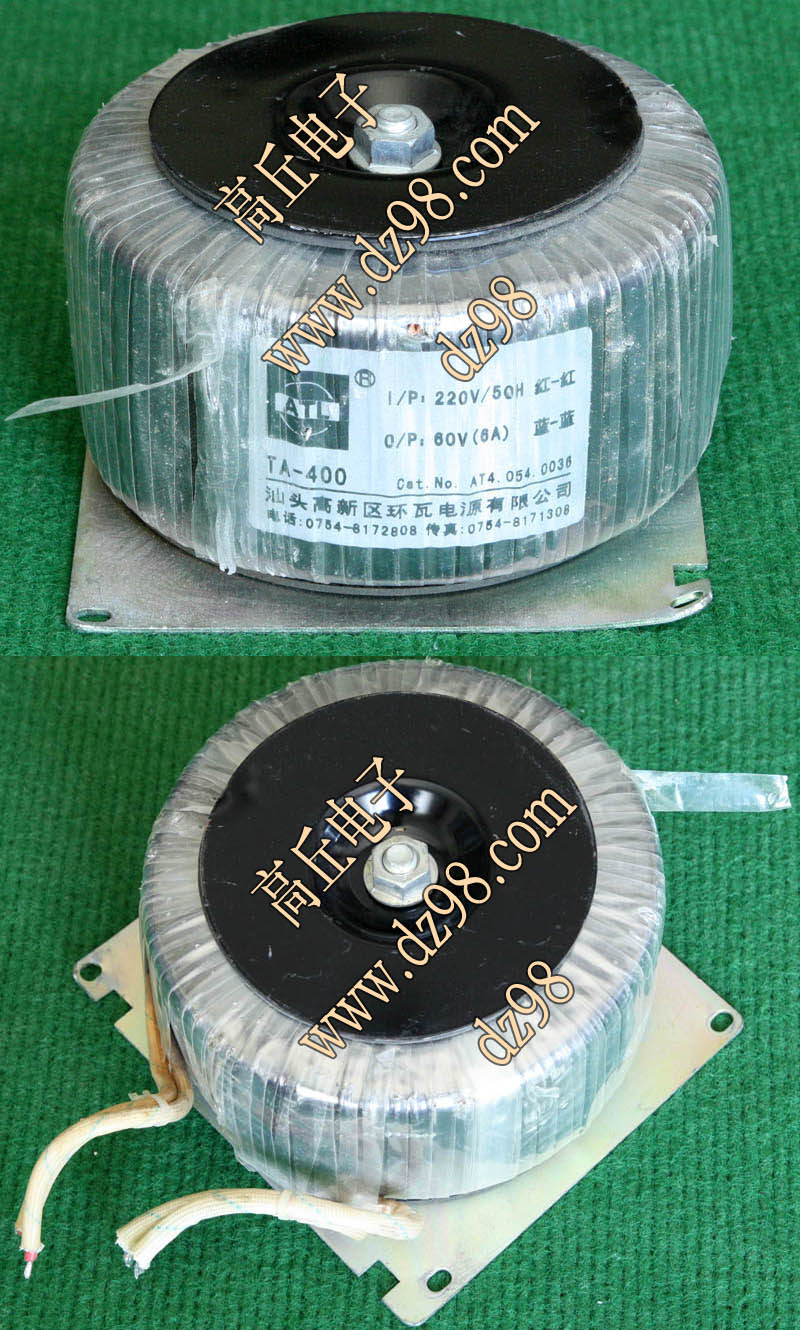 高丘电子
www.dz98.com
dz98
ATL ®
I/P: 220V/50H 红-红
O/P: 60V(6A) 蓝-蓝
TA-400 Cat.No. AT4.054.0036
汕头高新区环瓦电源有限公司
电话:0754-8172808 传真:0754-8171308
高丘电子
www.dz98.com
dz98